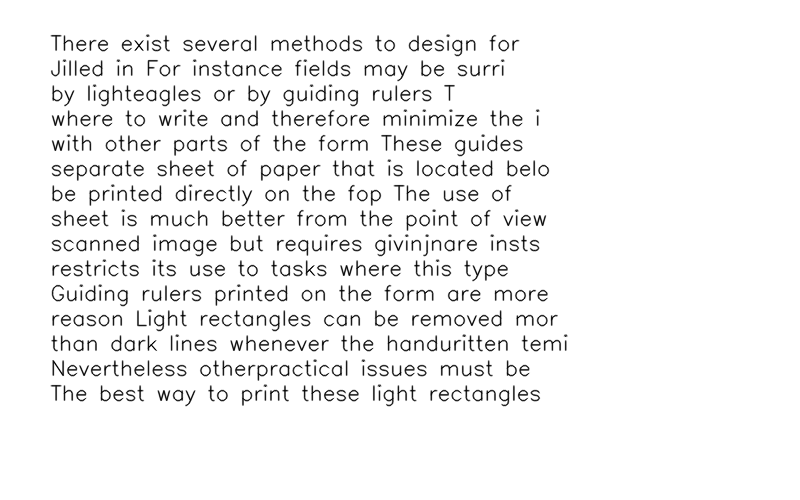 There exist several methods to design for
Jilled in For instance fields may be surri
by lighteagles or by guiding rulers T
where to write and therefore minimize the i
with other parts of the form These guides
separate sheet of paper that is located belo
be printed directly on the fop The use of
sheet is much better from the point of view
scanned image but requires givinjnare insts
restricts its use to tasks where this type
Guiding rulers printed on the form are more
reason Light rectangles can be removed mor
than dark lines whenever the handuritten temi
Nevertheless otherpractical issues must be
The best way to print these light rectangles